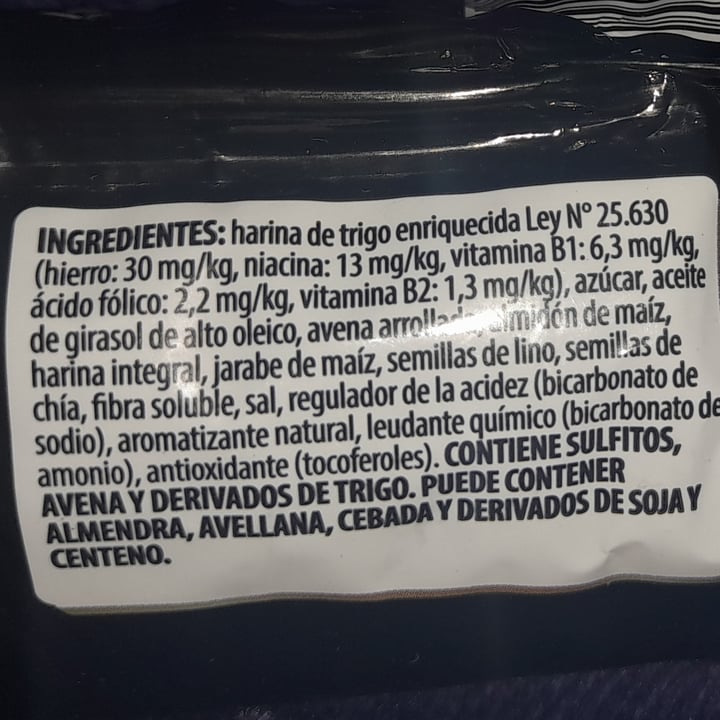 INGREDIENTES: harina de trigo enriquecida Ley N° 25.630
(hierro: 30 mg/kg, niacina: 13 mg/kg, vitamina B1: 6,3 mg/kg,
ácido fólico: 2,2 mg/kg, vitamina B2: 1,3 mg/kg), azúcar, aceite
de girasol de alto oleico, avena arrollada, almidón de maíz,
harina integral, jarabe de maíz, semillas de lino, semillas de
chía, fibra soluble, sal, regulador de la acidez (bicarbonato de
sodio), aromatizante natural, leudante químico (bicarbonato de
amonio), antioxidante (tocoferoles). CONTIENE SULFITOS,
AVENA Y DERIVADOS DE TRIGO. PUEDE CONTENER
ALMENDRA, AVELLANA, CEBADA Y DERIVADOS DE SOJA Y
CENTENO.